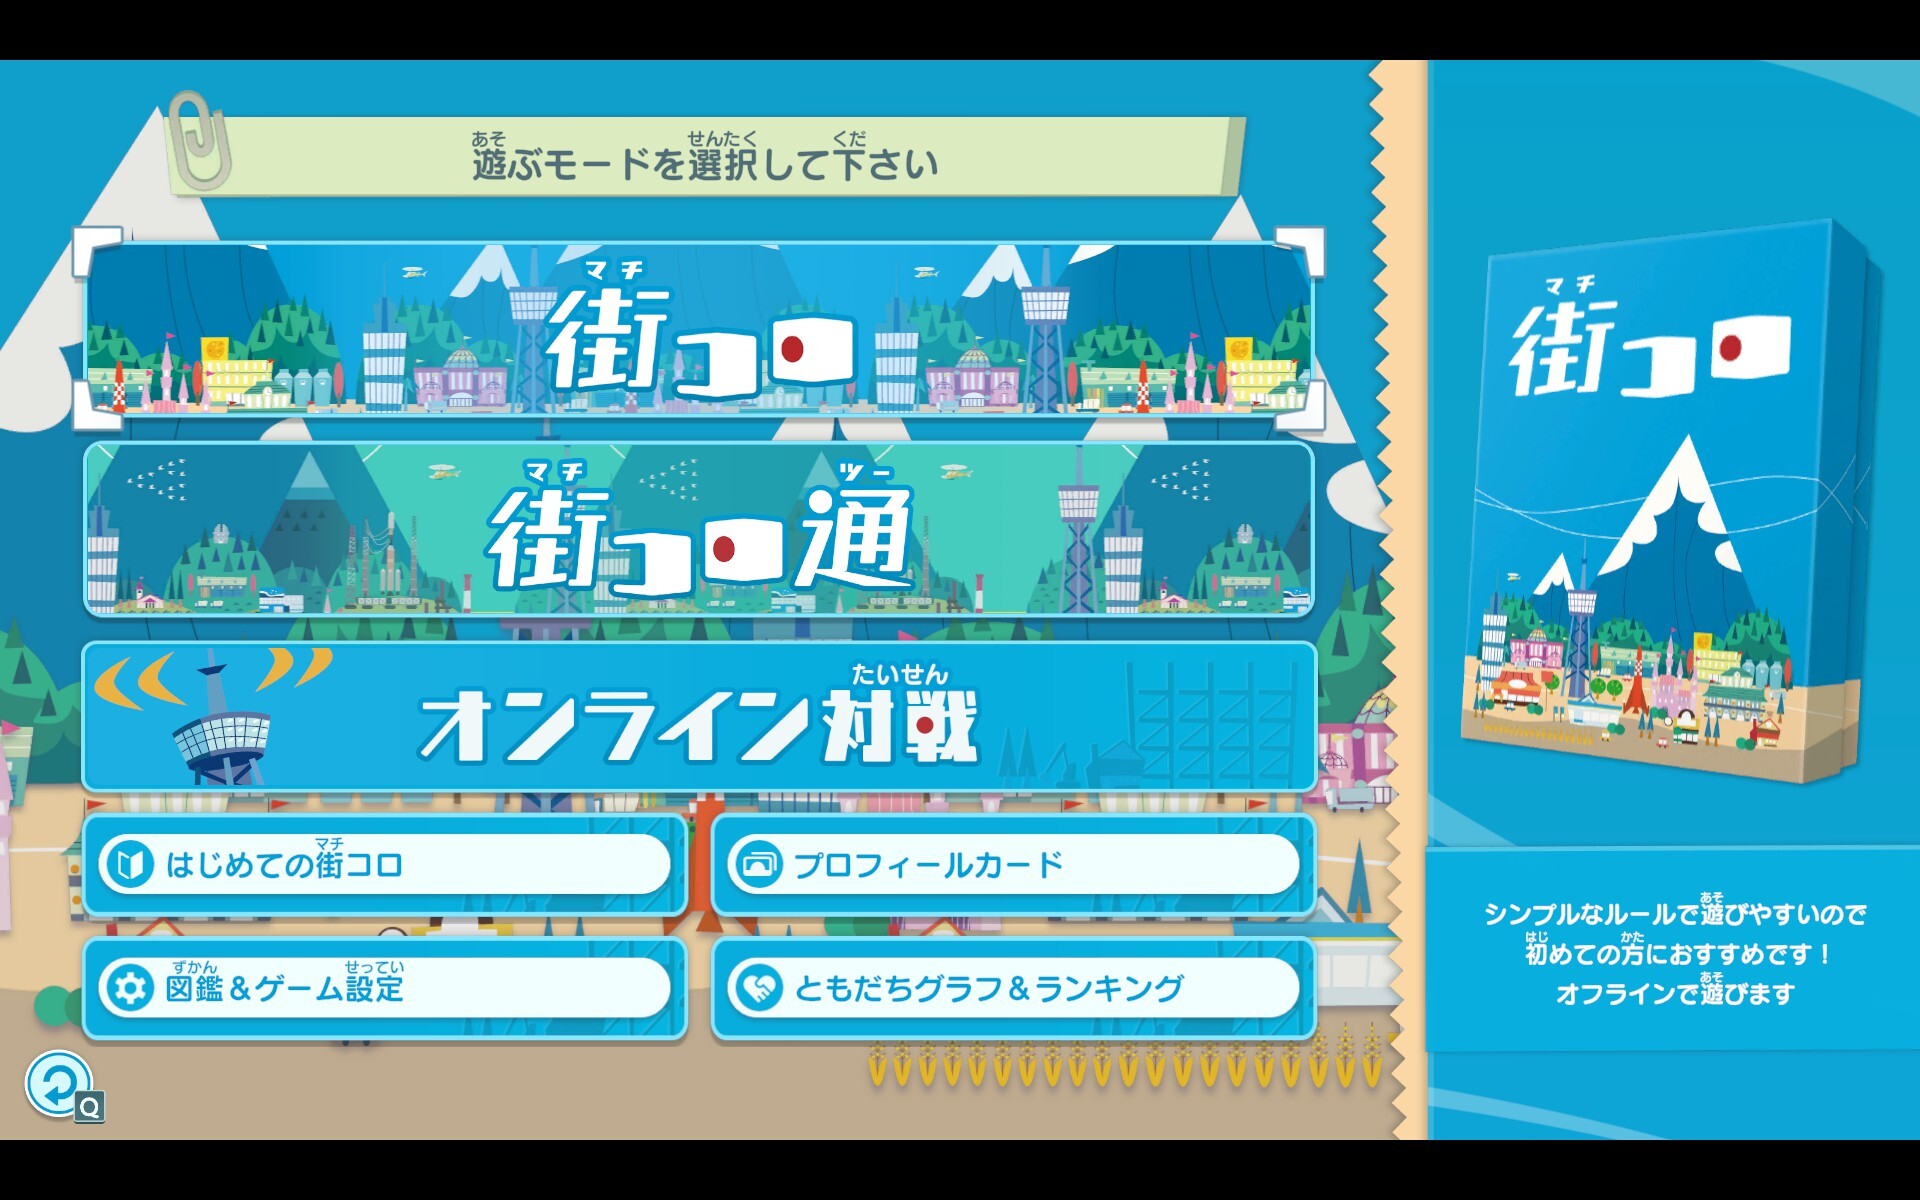 あそ せんたく くだ
遊ぶモードを選択して下さい
マチ
街コロ
マチ ツー
街コロ通
たいせん
オンライン対戦
マチ
はじめての街コロ
プロフィールカード
ずかん せってい
図鑑&ゲーム設定
ともだちグラフ&ランキング
Q
マチ
街コロ
あそ
シンプルなルールで遊びやすいので
はじ かた
初めての方におすすめです!
あそ
オフラインで遊びます